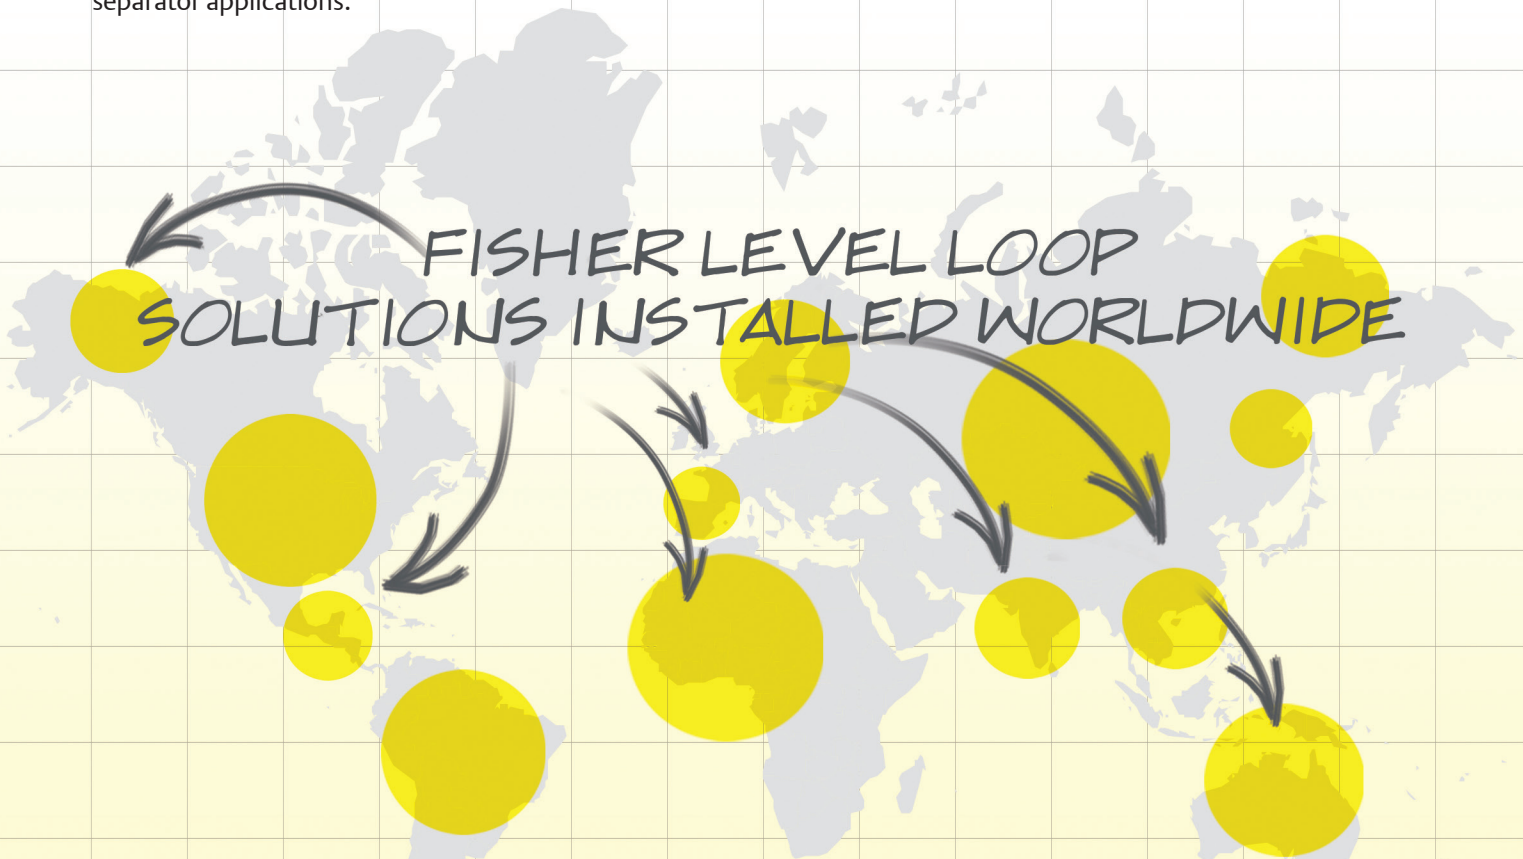 separator applications.
FISHER LEVEL LOOP
SOLUTIONS INSTALLED WORLDWIDE